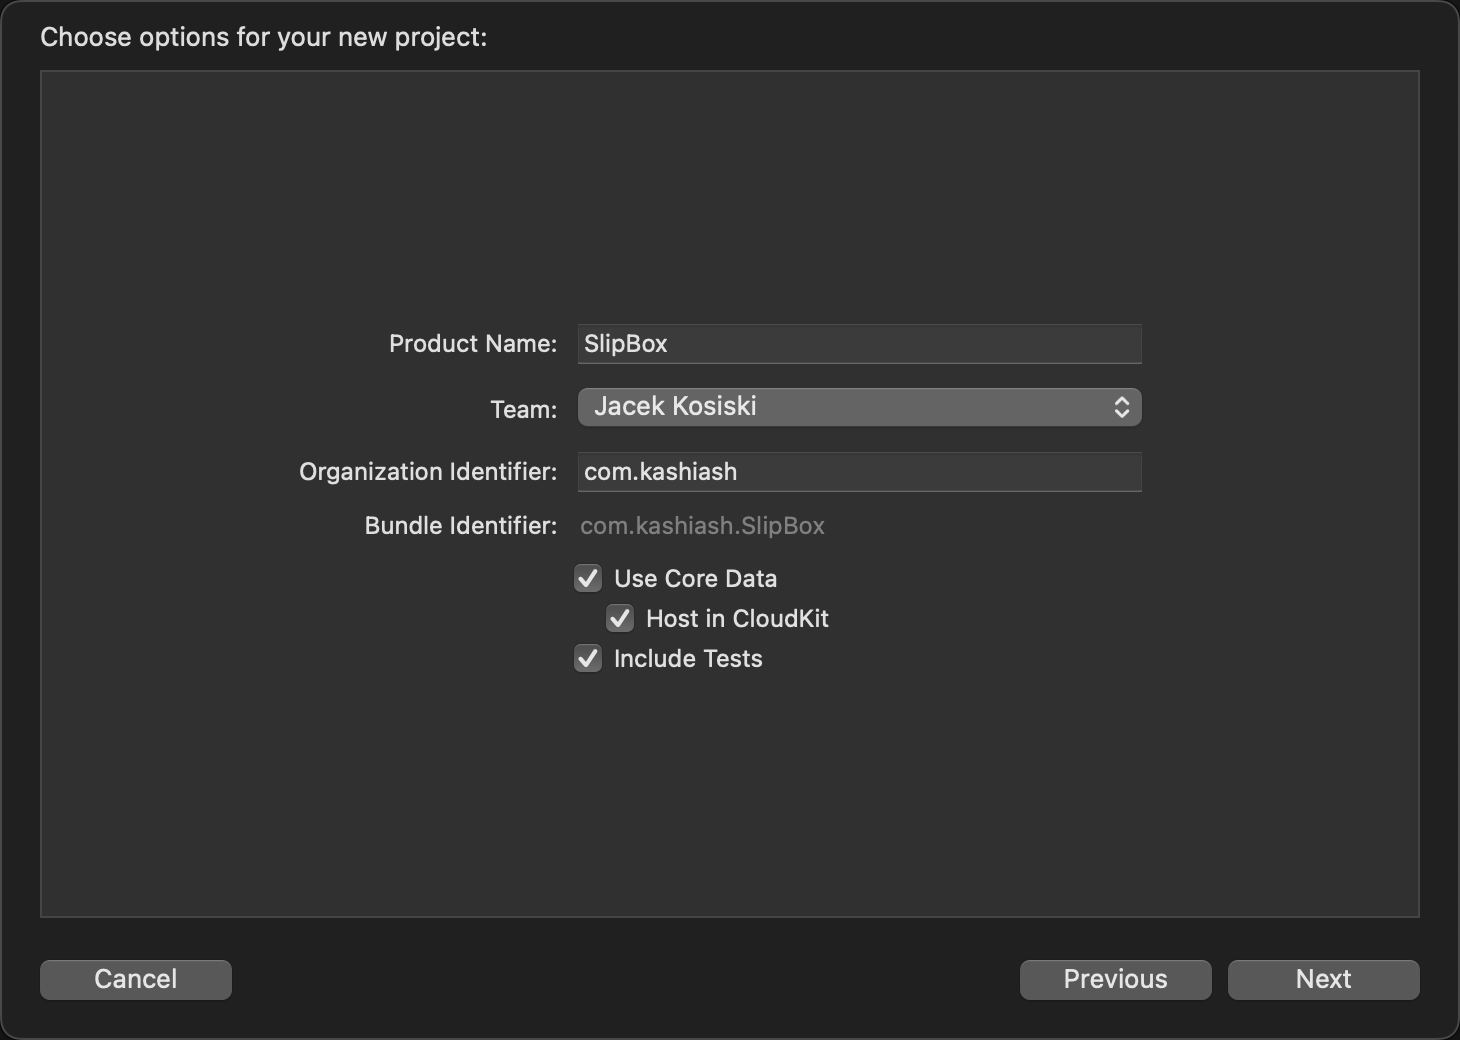 Choose options for your new project:
Product Name: SlipBox
Team: Jacek Kosiski
Organization Identifier: com.kashiash
Bundle Identifier: com.kashiash.SlipBox
Use Core Data
Host in CloudKit
Include Tests
Cancel Previous Next